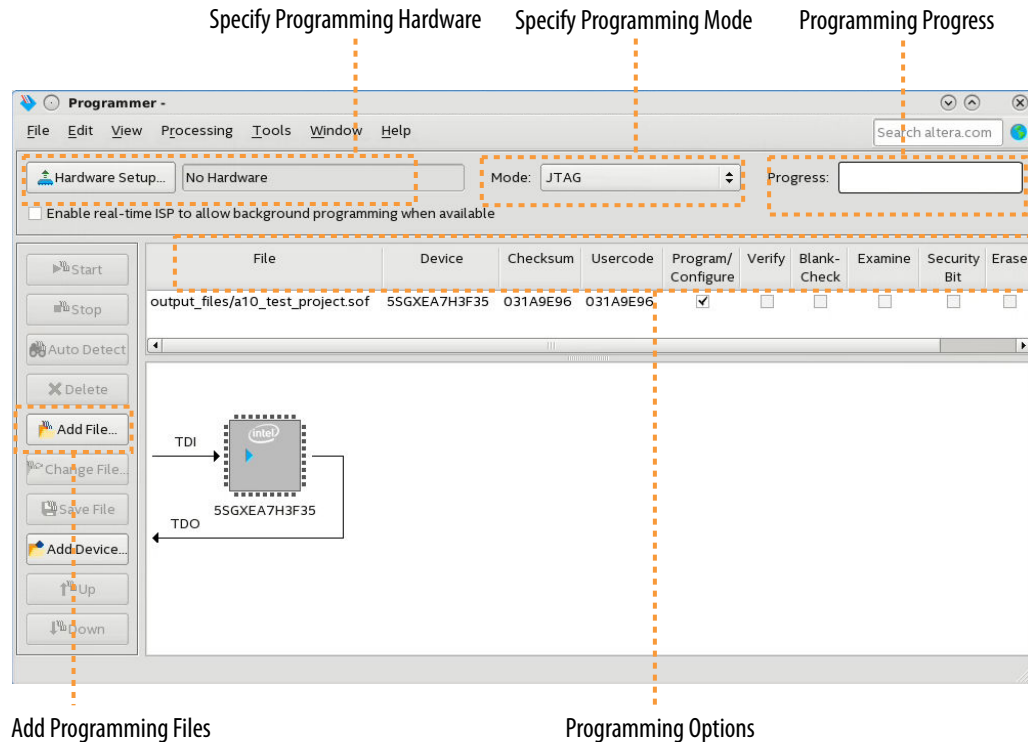 Specify Programming Hardware Specify Programming Mode Programming Progress
Programmer -
File Edit View Processing Tools Window Help Search altera.com
Hardware Setup... No Hardware Mode: JTAG Progress:
Enable real-time ISP to allow background programming when available
File Device Checksum Usercode Program/ Configure Verify Blank- Check Examine Security Bit Erase
output_files/a10_test_project.sof 5SGXEA7H3F35 031A9E96 031A9E96
Start
Stop
Auto Detect
Delete
Add File...
Change File...
Save File
Add Device...
Up
Down
intel
TDI
5SGXEA7H3F35
TDO
Add Programming Files Programming Options